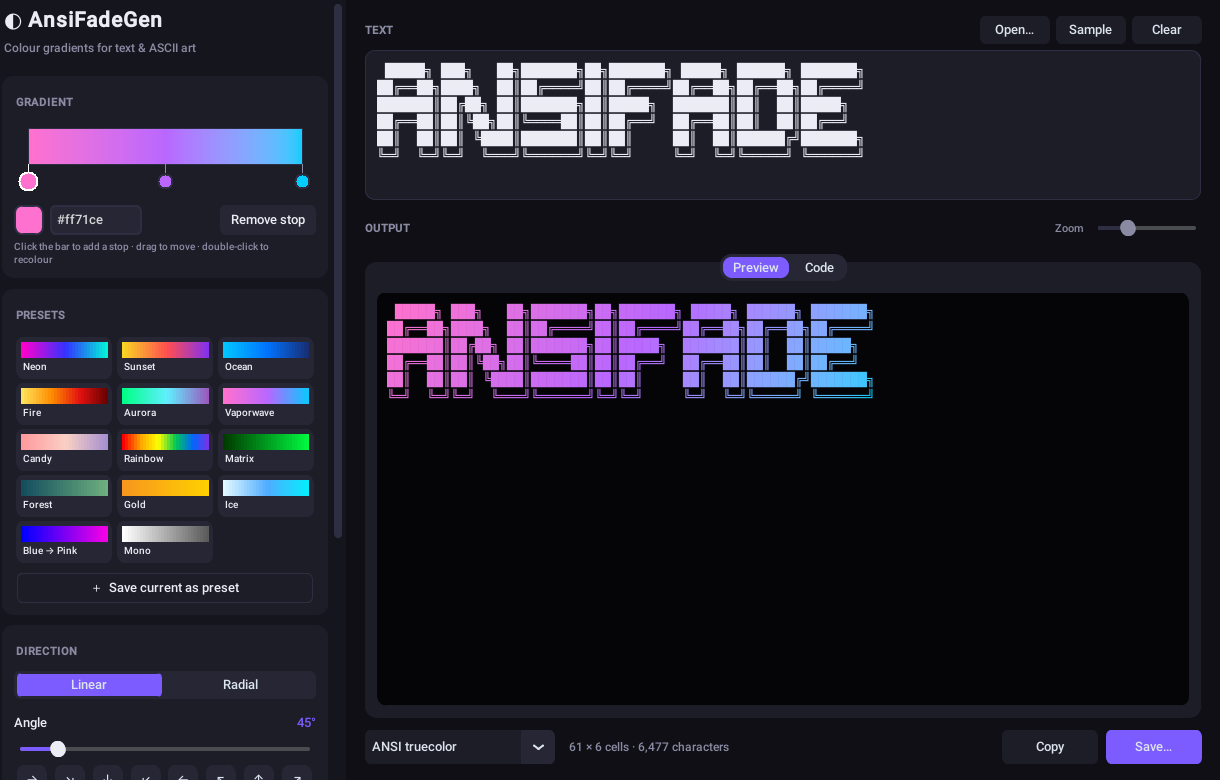 AnsiFadeGen
Colour gradients for text & ASCII art
GRADIENT
#ff71ce
Remove stop
Click the bar to add a stop · drag to move · double-click to
recolour
PRESETS
Neon
Sunset
Ocean
Fire
Aurora
Vaporwave
Candy
Rainbow
Matrix
Forest
Gold
Ice
Blue → Pink
Mono
+ Save current as preset
DIRECTION
Linear
Radial
Angle
45°
TEXT
Open...
Sample
Clear
ANSIFADE
OUTPUT
Zoom
Preview
Code
ANSIFADE
ANSI truecolor
61 × 6 cells · 6,477 characters
Copy
Save...